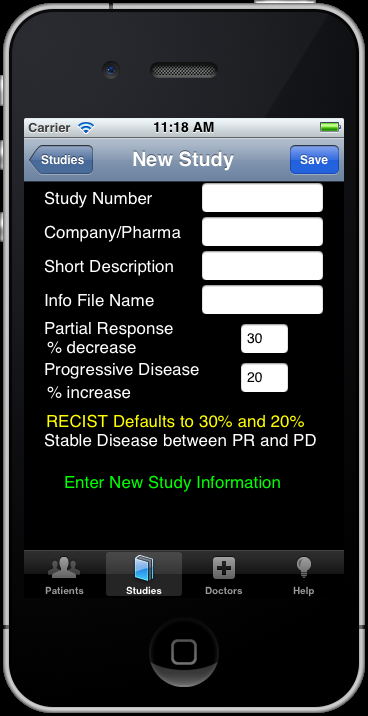 Carrier 11:18 AM
Studies New Study Save
Study Number
Company/Pharma
Short Description
Info File Name
Partial Response
% decrease 30
Progressive Disease
% increase 20
RECIST Defaults to 30% and 20%
Stable Disease between PR and PD
Enter New Study Information
Patients Studies Doctors Help